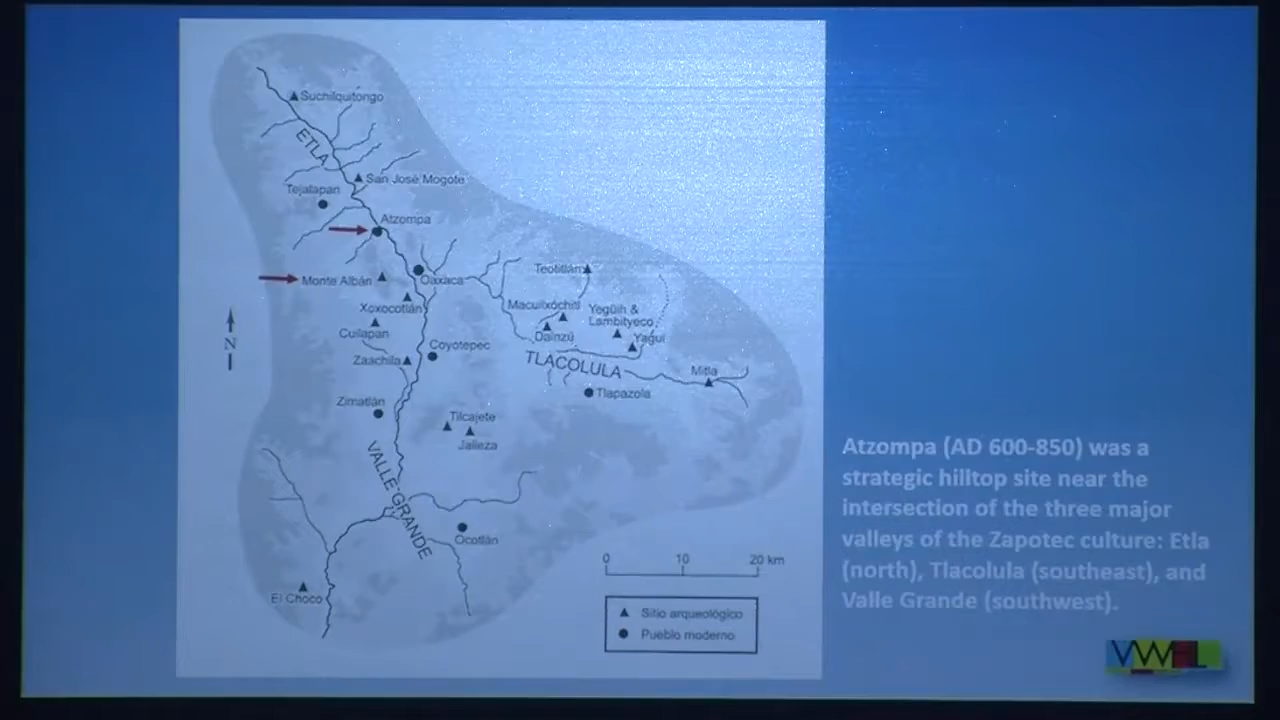 Suchilquitongo
ETLA
San José Mogote
Tejalapan
Atzompa
Monte Albán
Oaxaca
Teotitlán
Xoxocotlán
Macuilxóchitl
Yegüih &
Lambityeco
Cuilapan
Dainzú
Yagul
N
Zaachila
Coyotepec
TLACOLULA
Mitla
Tlapazola
Zimatlán
Tilcajete
Jalieza
VALLE GRANDE
Ocotlán
El Choco
0 10 20 km
Sitio arqueológico
Pueblo moderno
Atzompa (AD 600-850) was a
strategic hilltop site near the
intersection of the three major
valleys of the Zapotec culture: Etla
(north), Tlacolula (southeast), and
Valle Grande (southwest).